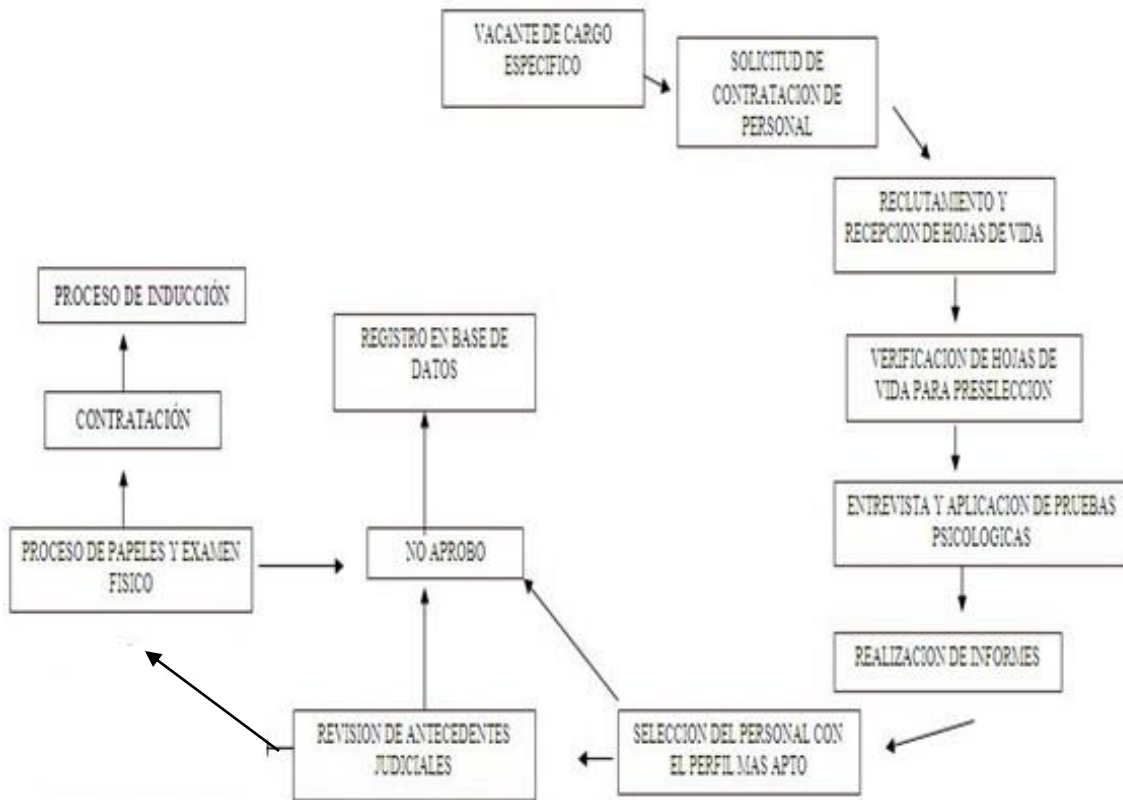 VACANTE DE CARGO
ESPECIFICO
SOLICITUD DE
CONTRATACION DE
PERSONAL
RECLUTAMIENTO Y
RECEPCION DE HOJAS DE VIDA
VERIFICACION DE HOJAS DE
VIDA PARA PRESELECCION
ENTREVISTA Y APLICACION DE PRUEBAS
PSICOLOGICAS
REALIZACION DE INFORMES
SELECCION DEL PERSONAL CON
EL PERFIL MAS APTO
REVISION DE ANTECEDENTES
JUDICIALES
NO APROBO
REGISTRO EN BASE DE
DATOS
PROCESO DE PAPELES Y EXAMEN
FISICO
CONTRATACIÓN
PROCESO DE INDUCCIÓN